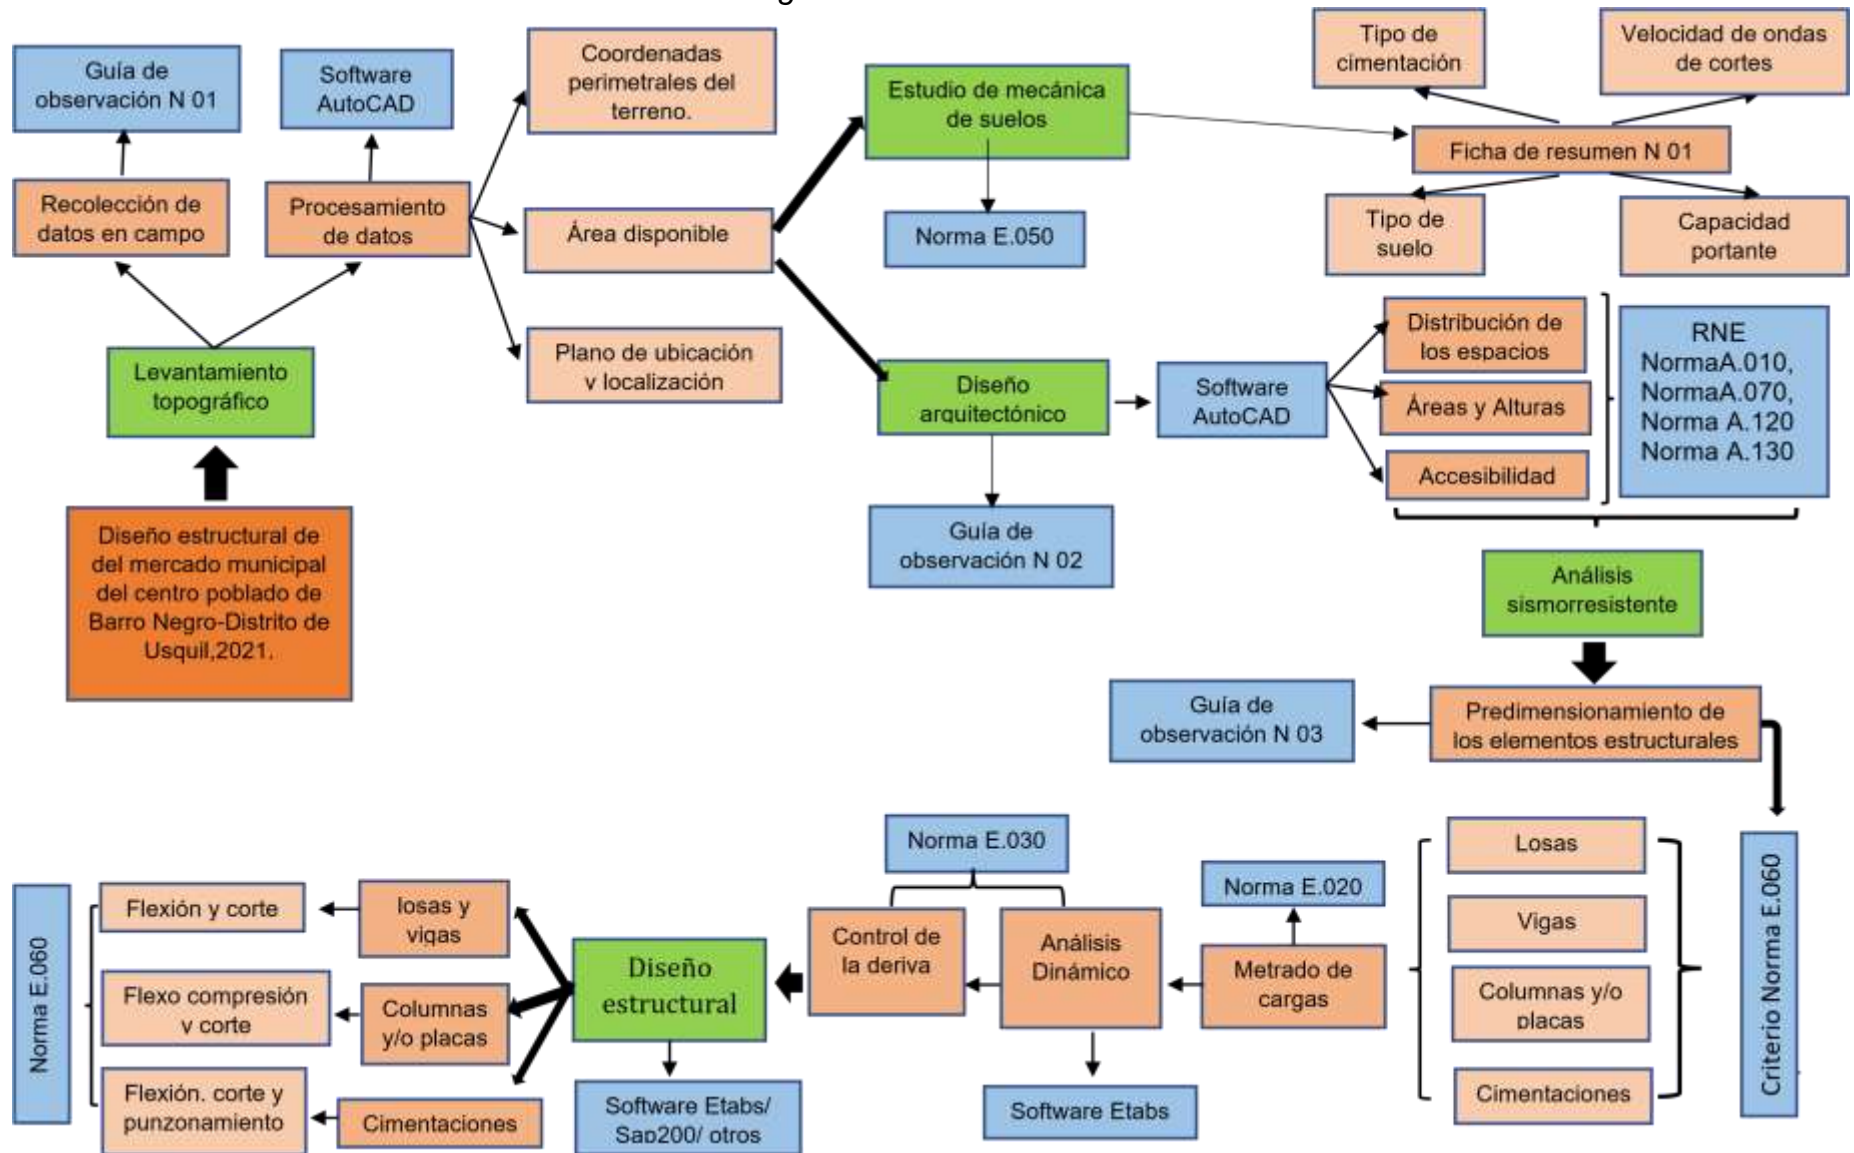 Guía de
observación N 01
Software
AutoCAD
Coordenadas
perimetrales del
terreno.
Estudio de mecánica
de suelos
Tipo de
cimentación
Velocidad de ondas
de cortes
Ficha de resumen N 01
Recolección de
datos en campo
Procesamiento
de datos
Área disponible
Norma E.050
Tipo de
suelo
Capacidad
portante
Levantamiento
topográfico
Plano de ubicación
y localización
Diseño
arquitectónico
Software
AutoCAD
Distribución de
los espacios
Áreas y Alturas
Accesibilidad
RNE
NormaA.010,
NormaA.070,
Norma A.120
Norma A.130
Diseño estructural de
del mercado municipal
del centro poblado de
Barro Negro-Distrito de
Usquil,2021.
Guía de
observación N 02
Análisis
sismorresistente
Guía de
observación N 03
Predimensionamiento de
los elementos estructurales
Norma E.030
Norma E.020
Losas
Vigas
Columnas y/o
placas
Cimentaciones
Criterio Norma E.060
Metrado de
cargas
Análisis
Dinámico
Control de
la deriva
Software Etabs
Diseño
estructural
Software Etabs/
Sap200/ otros
losas y
vigas
Columnas
y/o placas
Cimentaciones
Flexión y corte
Flexo compresión
y corte
Flexión. corte y
punzonamiento
Norma E.060